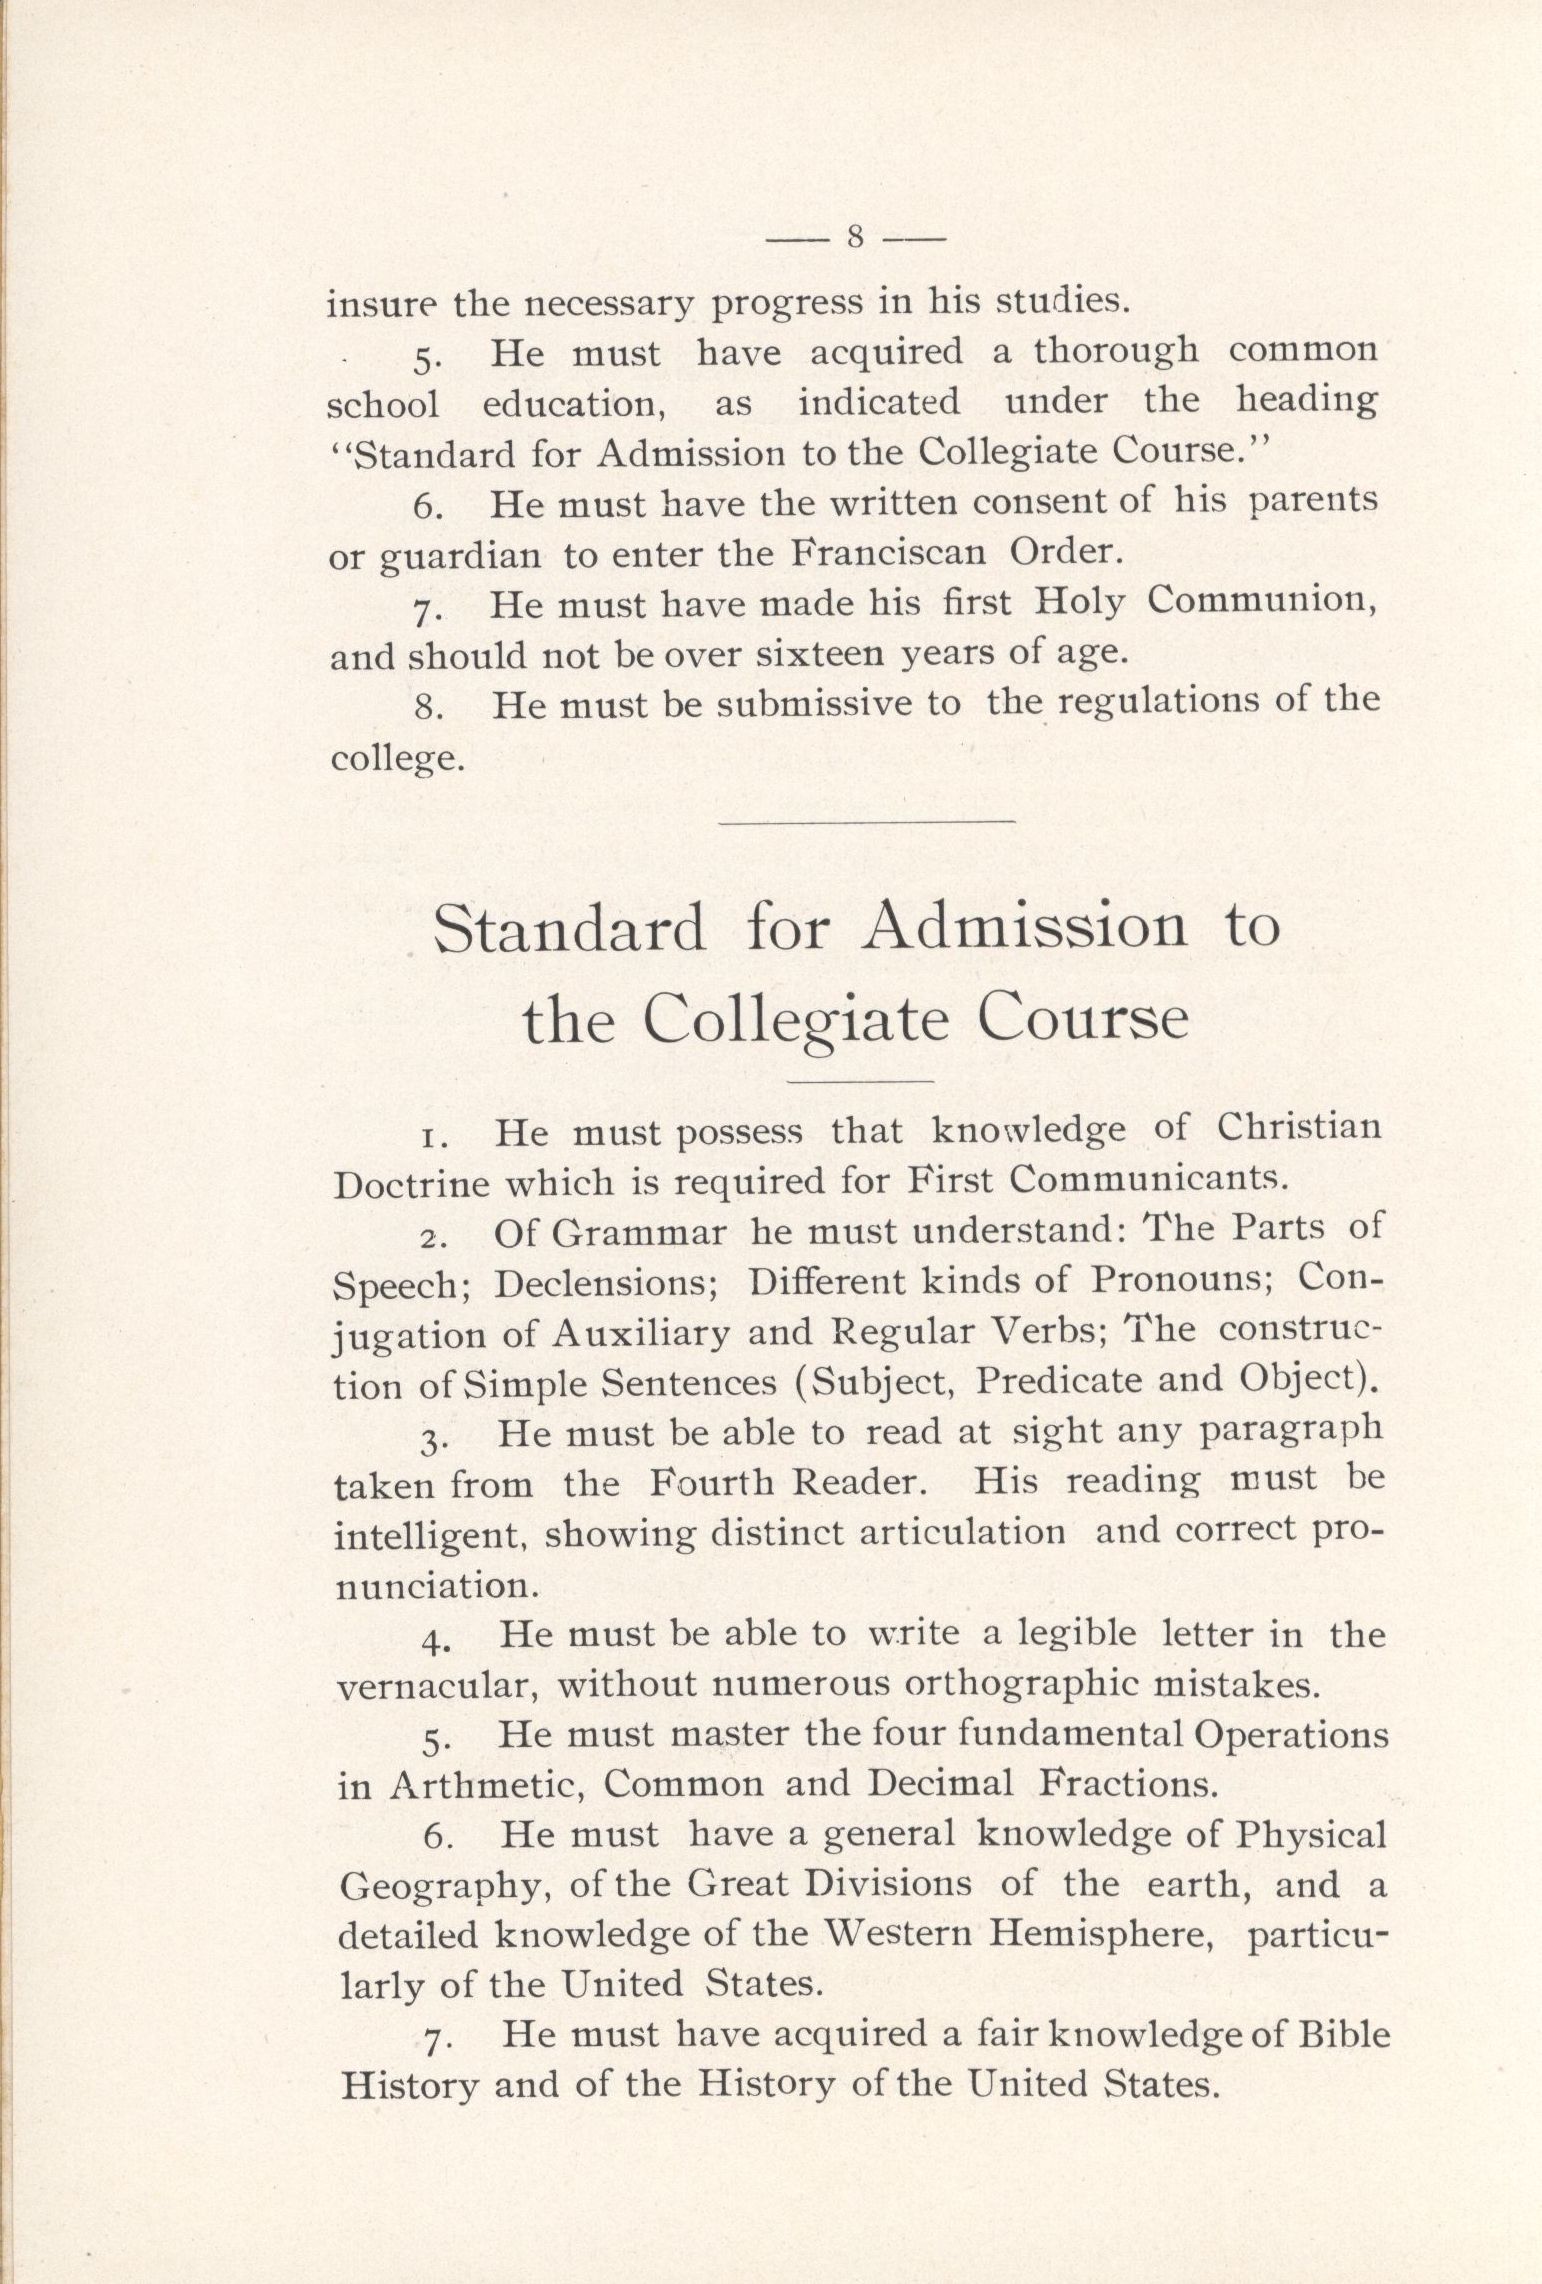 — 8 —
insure the necessary progress in his studies.
5. He must have acquired a thorough common
school education, as indicated under the heading
“Standard for Admission to the Collegiate Course.”
6. He must have the written consent of his parents
or guardian to enter the Franciscan Order.
7. He must have made his first Holy Communion,
and should not be over sixteen years of age.
8. He must be submissive to the regulations of the
college.
Standard for Admission to
the Collegiate Course
1. He must possess that knowledge of Christian
Doctrine which is required for First Communicants.
2. Of Grammar he must understand: The Parts of
Speech; Declensions; Different kinds of Pronouns; Con-
jugation of Auxiliary and Regular Verbs; The construc-
tion of Simple Sentences (Subject, Predicate and Object).
3. He must be able to read at sight any paragraph
taken from the Fourth Reader. His reading must be
intelligent, showing distinct articulation and correct pro-
nunciation.
4. He must be able to write a legible letter in the
vernacular, without numerous orthographic mistakes.
5. He must master the four fundamental Operations
in Arthmetic, Common and Decimal Fractions.
6. He must have a general knowledge of Physical
Geography, of the Great Divisions of the earth, and a
detailed knowledge of the Western Hemisphere, particu-
larly of the United States.
7. He must have acquired a fair knowledge of Bible
History and of the History of the United States.